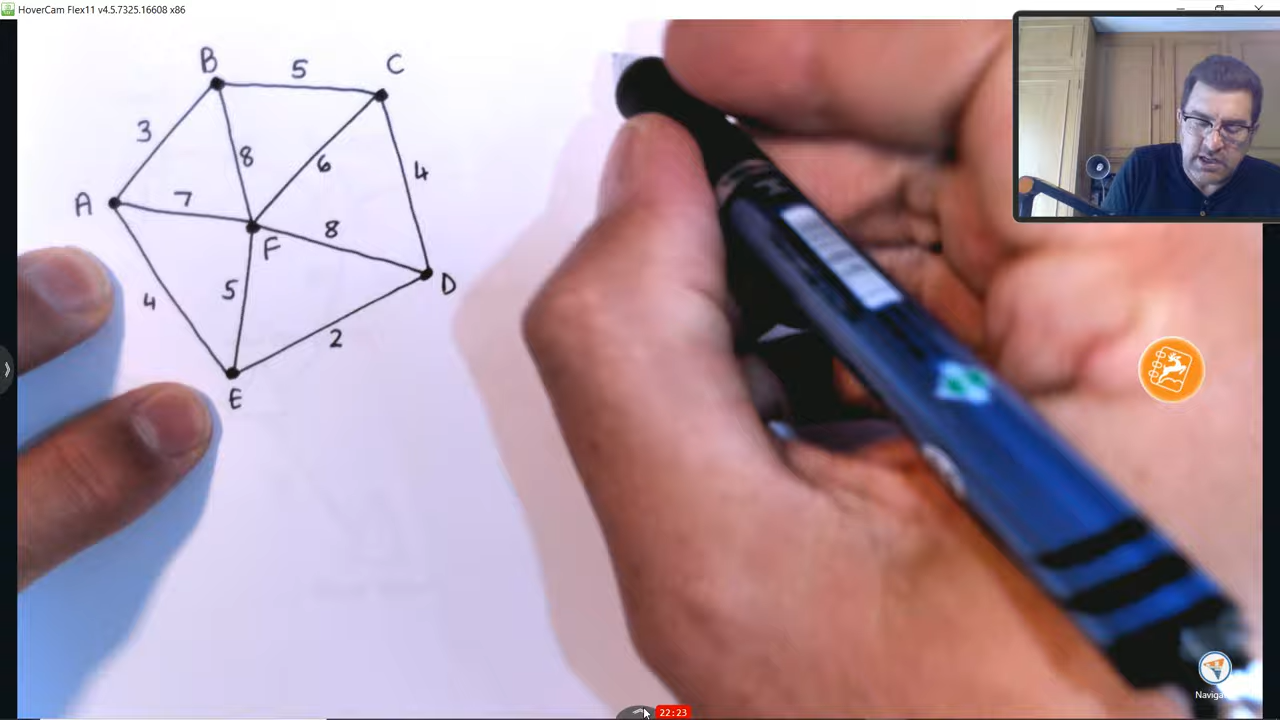 HoverCam Flex11 v4.5.7325.16608 x86
B 5 C
3 8 6 4
A 7
F 8
D
4 5
2
E
22:23